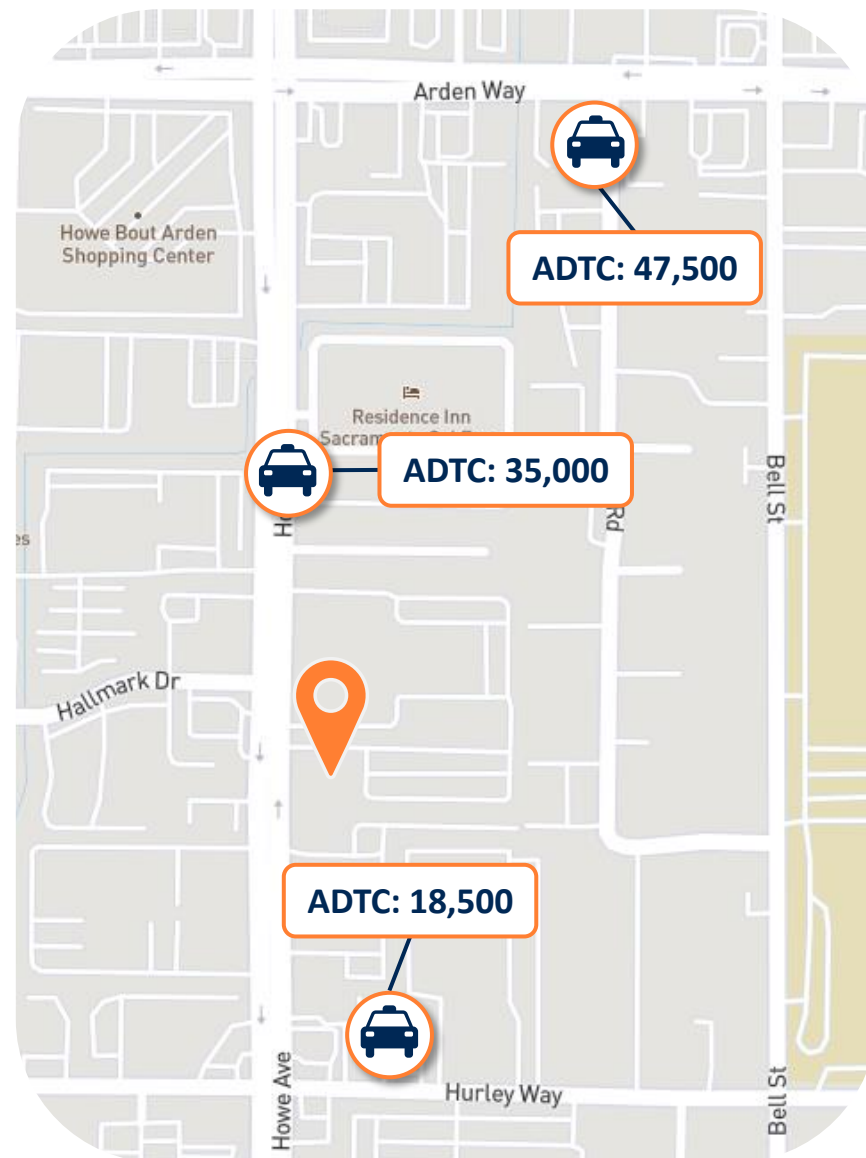 Arden Way
Howe Bout Arden
Shopping Center
ADTC: 47,500
Residence Inn
ADTC: 35,000
Rd
Bell St
Hallmark Dr
ADTC: 18,500
Howe Ave
Hurley Way
Bell St